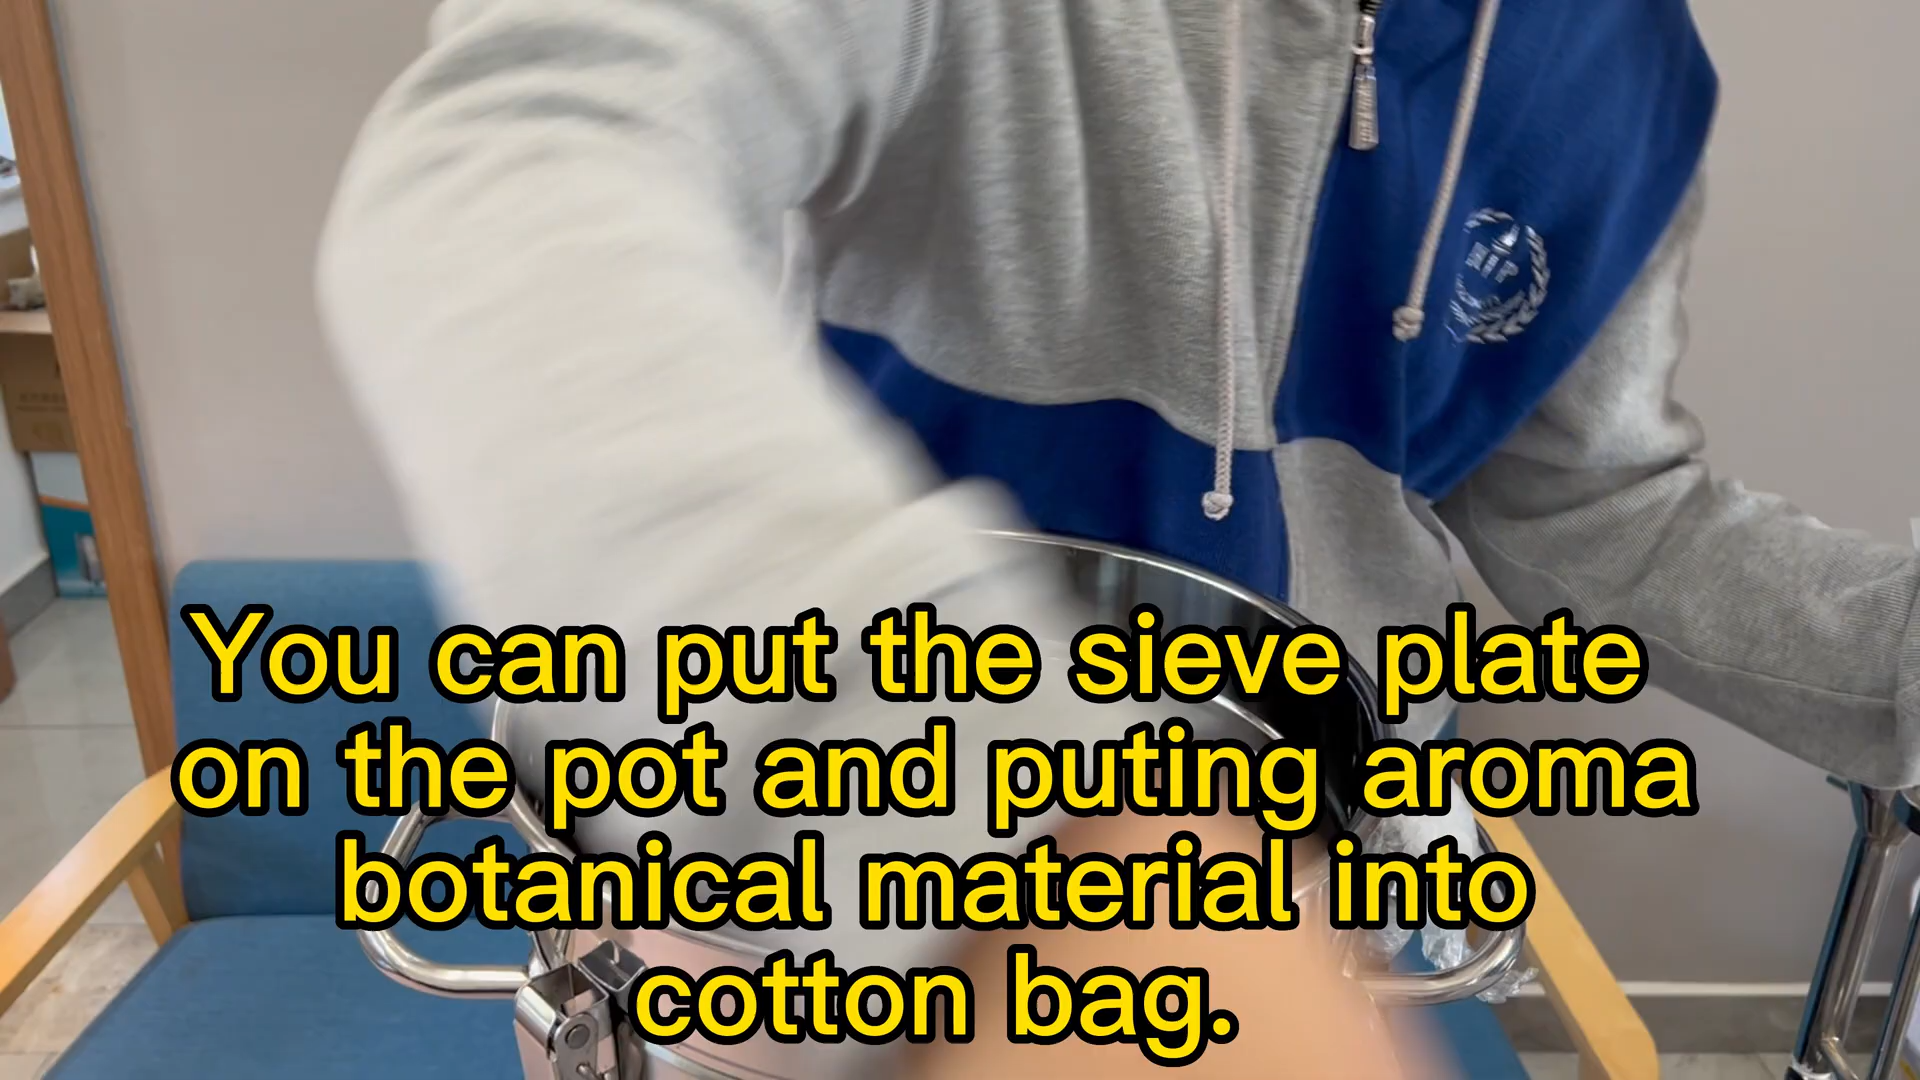 You can put the sieve plate
on the pot and puting aroma
botanical material into
cotton bag.